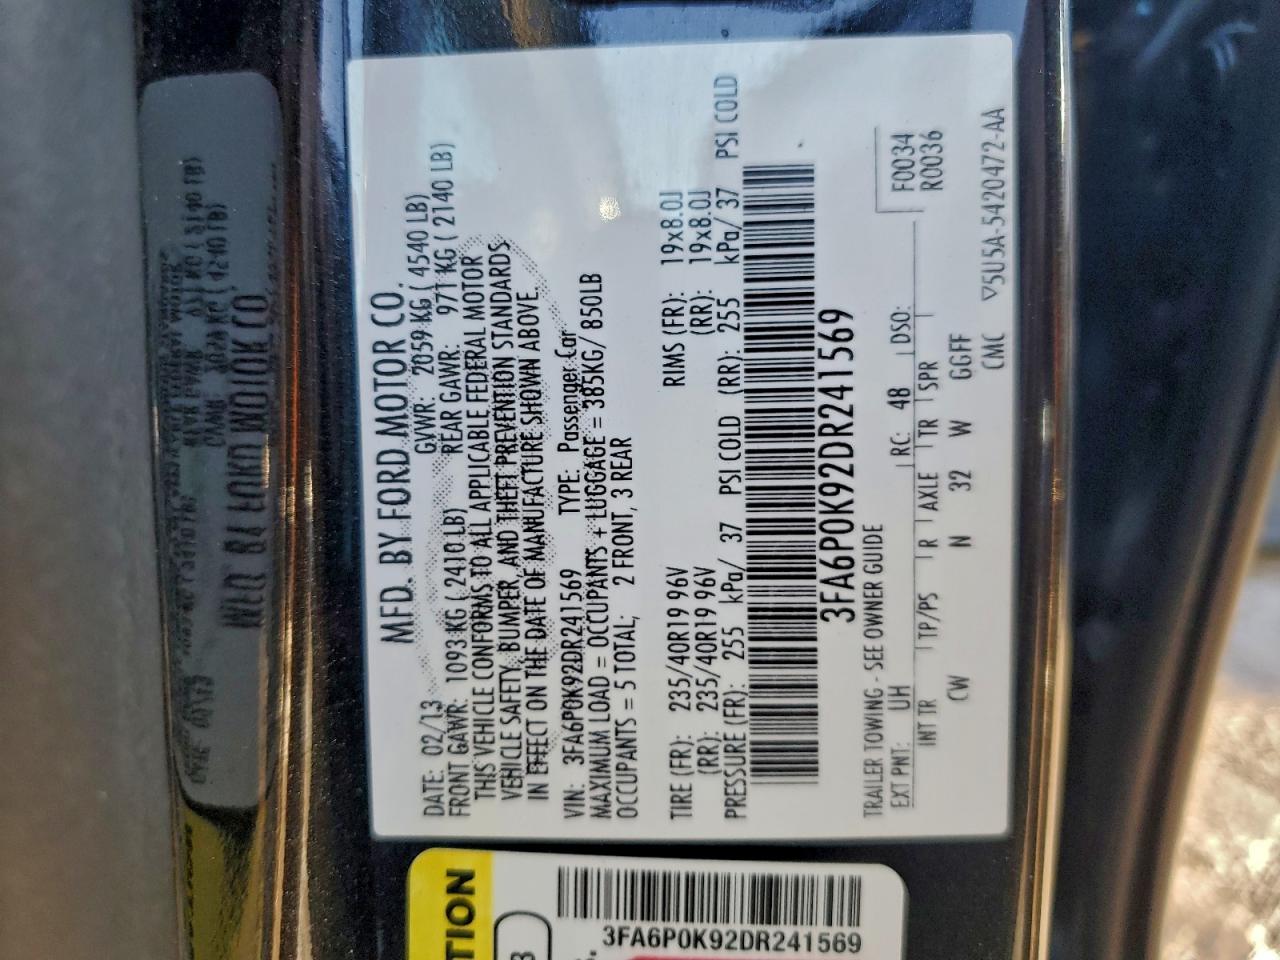 MFD. BY FORD MOTOR CO.
DATE: 02/13 GVWR: 2059 KG ( 4540 LB)
FRONT GAWR: 1093 KG ( 2410 LB) REAR GAWR: 971 KG ( 2140 LB)
THIS VEHICLE CONFORMS TO ALL APPLICABLE FEDERAL MOTOR
VEHICLE SAFETY, BUMPER, AND THEFT PREVENTION STANDARDS
IN EFFECT ON THE DATE OF MANUFACTURE SHOWN ABOVE.
VIN: 3FA6P0K92DR241569 TYPE: Passenger Car
MAXIMUM LOAD = OCCUPANTS + LUGGAGE = 385KG/ 850LB
OCCUPANTS = 5 TOTAL; 2 FRONT, 3 REAR
TIRE (FR): 235/40R19 96V RIMS (FR): 19x8.0J
(RR): 235/40R19 96V (RR): 19x8.0J
PRESSURE (FR): 255 kPa/ 37 PSI COLD (RR): 255 kPa/ 37 PSI COLD
3FA6P0K92DR241569
TRAILER TOWING - SEE OWNER GUIDE
F0034
R0036
EXT PNT: UH RC: 48 DSO:
INT TR TP/PS R AXLE TR SPR
CW N 32 W GGFF
CMC ▽5U5A-5420472-AA
TION
3FA6P0K92DR241569